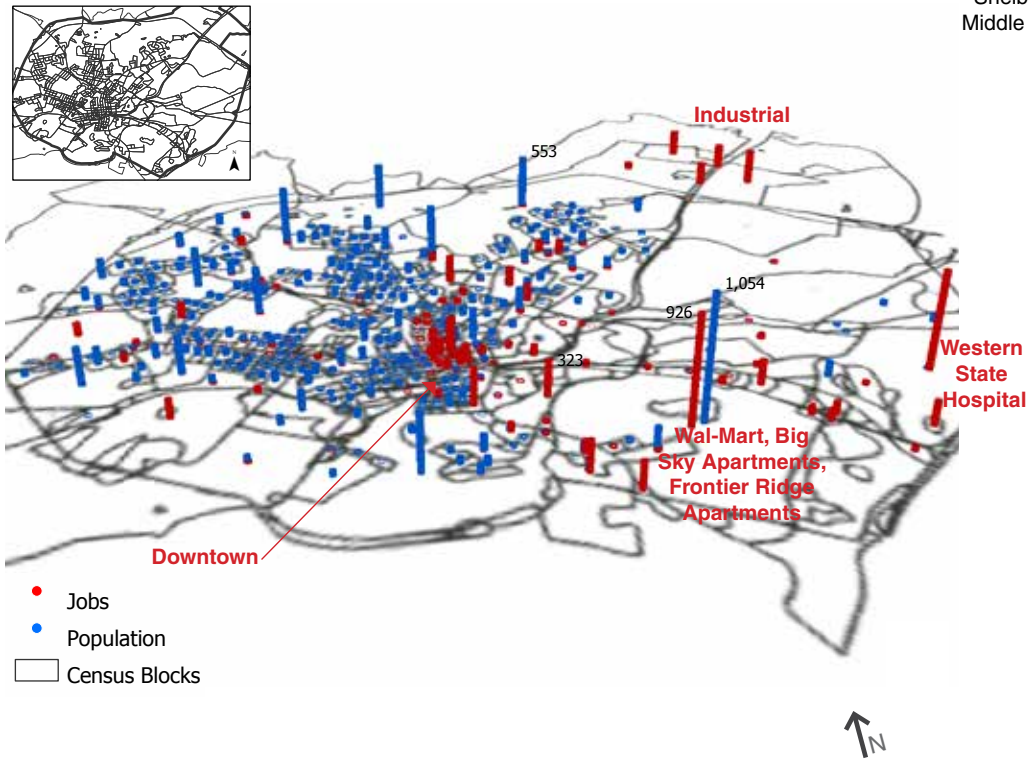 Middle
Industrial
553
1,054
926
323
Western
State
Hospital
Wal-Mart, Big
Sky Apartments,
Frontier Ridge
Apartments
Downtown
Jobs
Population
Census Blocks
N
N